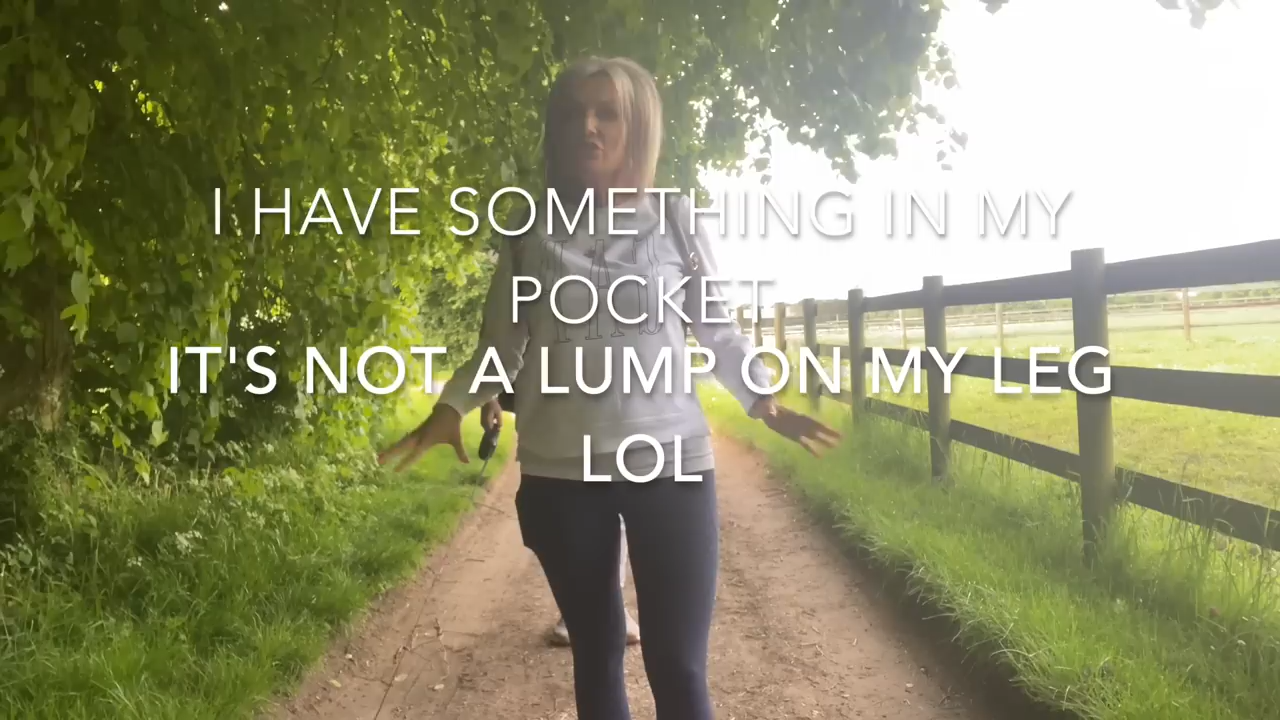 I HAVE SOMETHING IN MY
POCKET
IT'S NOT A LUMP ON MY LEG
LOL